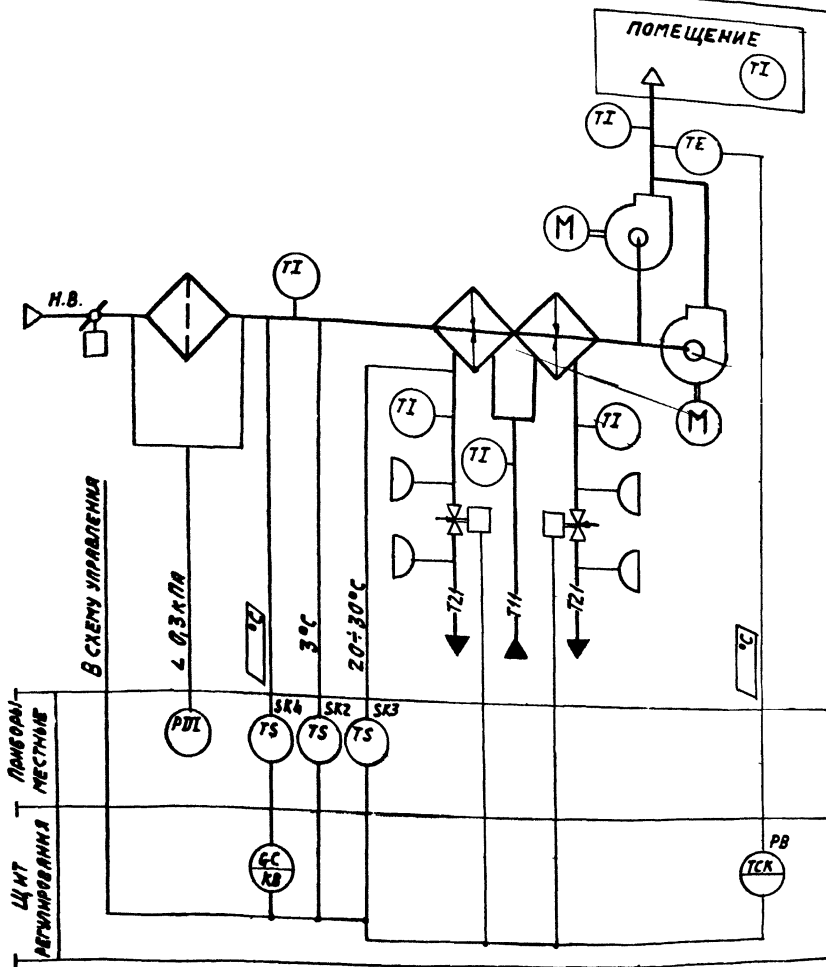 ПОМЕЩЕНИЕ
TI
TI
TE
M
TI
Н.В.
M
TI
TI
TI
В СХЕМУ УПРАВЛЕНИЯ
< 0,3 кПа
°C
3°C
20÷30°C
T21
T11
T21
°C
ПРИБОРЫ
МЕСТНЫЕ
PDI
SK4
TS
SK2
TS
SK3
TS
ЩИТ
РЕГУЛИРОВАНИЯ
GC
KB
PB
TCK